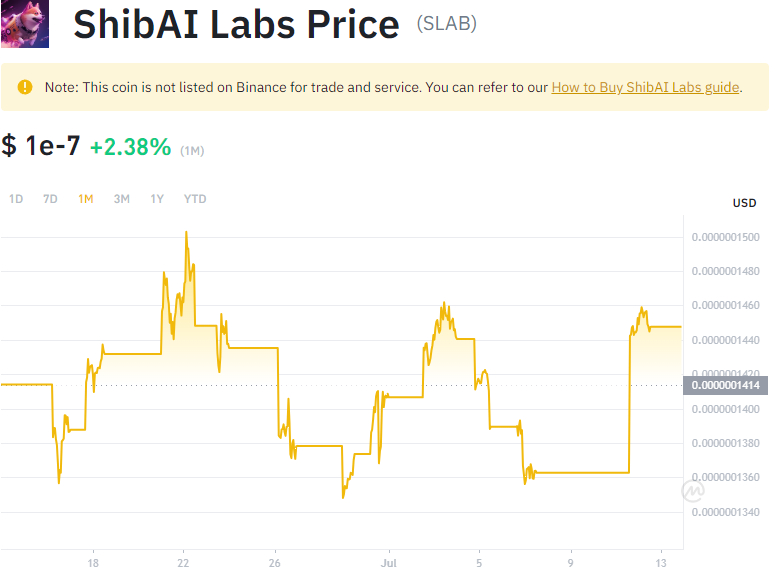 ShibAI Labs Price (SLAB)
Note: This coin is not listed on Binance for trade and service. You can refer to our How to Buy ShibAI Labs guide.
$ 1e-7 +2.38% (1M)
1D 7D 1M 3M 1Y YTD
USD
0.0000001500
0.0000001480
0.0000001460
0.0000001440
0.0000001420
0.0000001414
0.0000001400
0.0000001380
0.0000001360
0.0000001340
18 22 26 Jul 5 9 13